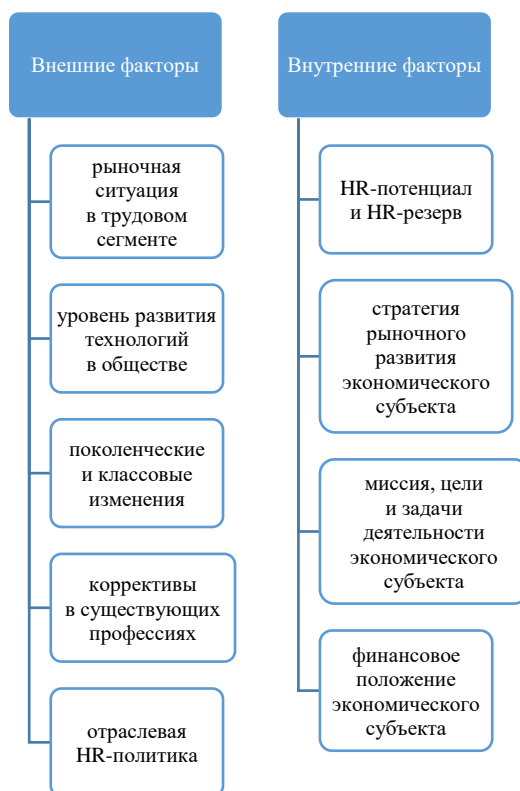 Внешние факторы
рыночная
ситуация
в трудовом
сегменте
уровень развития
технологий
в обществе
поколенческие
и классовые
изменения
коррективы
в существующих
профессиях
отраслевая
HR-политика
Внутренние факторы
HR-потенциал
и HR-резерв
стратегия
рыночного
развития
экономического
субъекта
миссия, цели
и задачи
деятельности
экономического
субъекта
финансовое
положение
экономического
субъекта